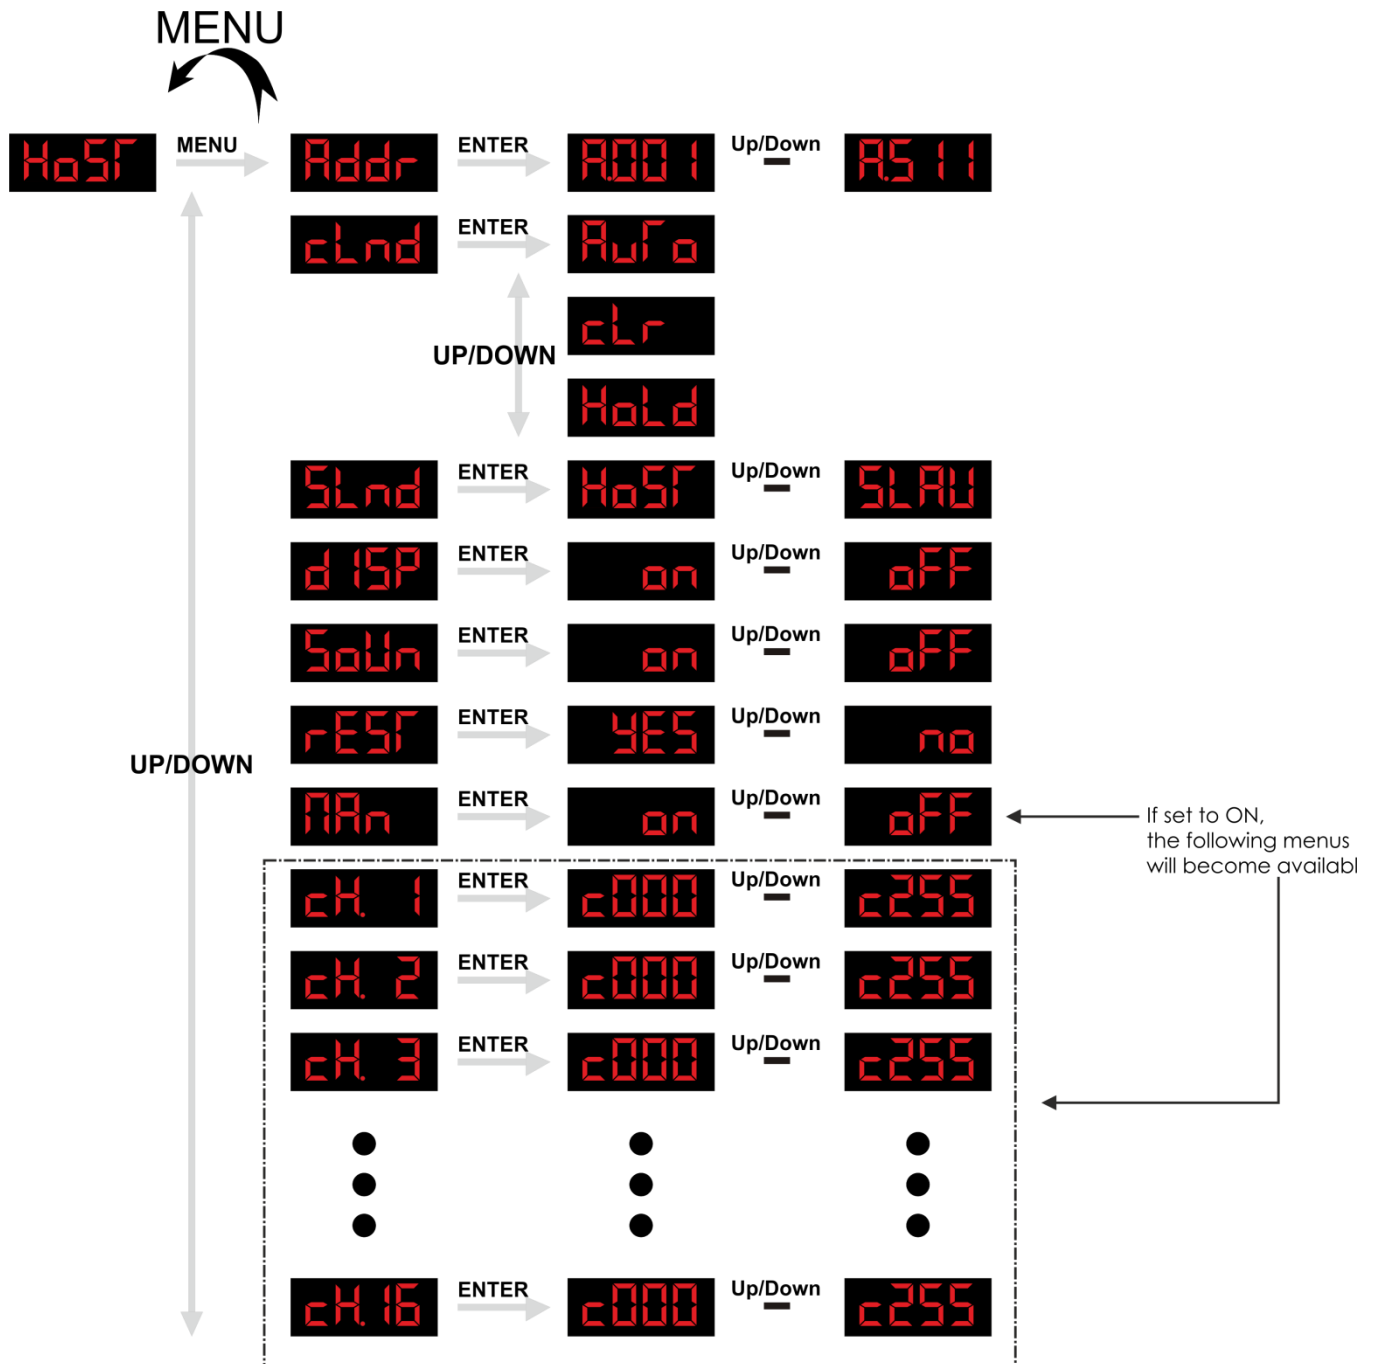 MENU
HoST MENU Addr ENTER A.001 Up/Down A.511
cLnd ENTER AuTo
cLr
UP/DOWN
HoLd
SLnd ENTER HoST Up/Down SLAU
dISP ENTER on Up/Down oFF
SoUn ENTER on Up/Down oFF
rEST ENTER YES Up/Down no
UP/DOWN
MAn ENTER on Up/Down oFF
If set to ON,
the following menus
will become availabl
cH. 1 ENTER c000 Up/Down c255
cH. 2 ENTER c000 Up/Down c255
cH. 3 ENTER c000 Up/Down c255
cH.16 ENTER c000 Up/Down c255